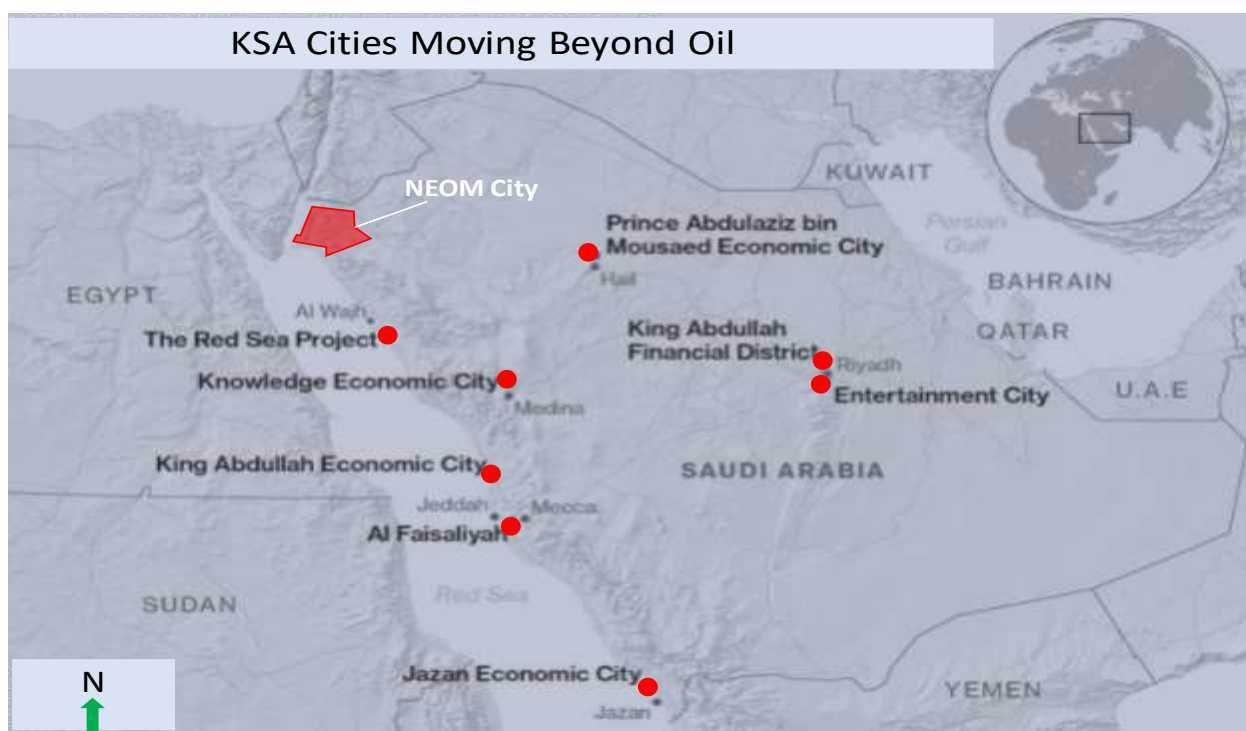 KSA Cities Moving Beyond Oil
KUWAIT
NEOM City
Persian
Gulf
Prince Abdulaziz bin
Mousaed Economic City
Hail
EGYPT
BAHRAIN
Al Wajh
The Red Sea Project
King Abdullah
Financial District
QATAR
Riyadh
Knowledge Economic City
Medina
Entertainment City
U.A.E
King Abdullah Economic City
SAUDI ARABIA
Jeddah
Mecca
Al Faisaliyah
Red Sea
SUDAN
Jazan Economic City
Jazan
YEMEN
N